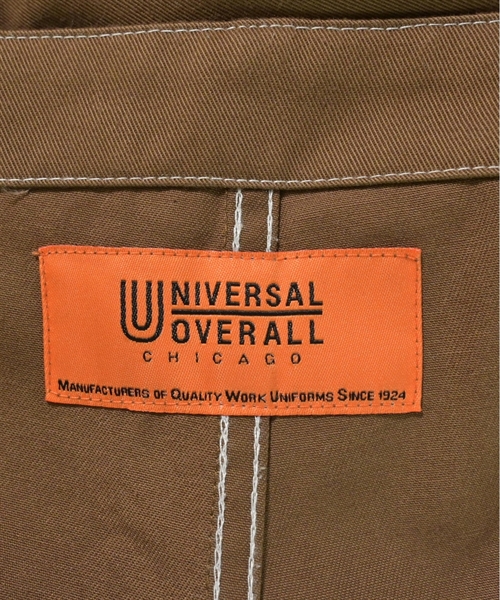 UNIVERSAL
OVERALL
CHICAGO
MANUFACTURERS OF QUALITY WORK UNIFORMS SINCE 1924